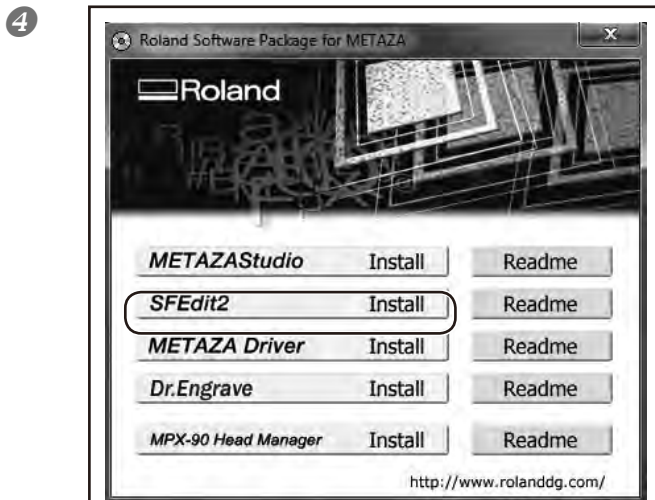 4
Roland Software Package for METAZA
Roland
METAZAStudio Install Readme
SFEdit2 Install Readme
METAZA Driver Install Readme
Dr.Engrave Install Readme
MPX-90 Head Manager Install Readme
http://www.rolanddg.com/